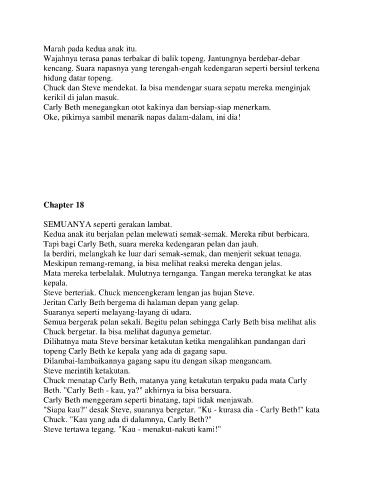 Marah pada kedua anak itu.
Wajahnya terasa panas terbakar di balik topeng. Jantungnya berdebar-debar
kencang. Suara napasnya yang terengah-engah kedengaran seperti bersiul terkena
hidung datar topeng.
Chuck dan Steve mendekat. Ia bisa mendengar suara sepatu mereka menginjak
kerikil di jalan masuk.
Carly Beth menegangkan otot kakinya dan bersiap-siap menerkam.
Oke, pikirnya sambil menarik napas dalam-dalam, ini dia!
Chapter 18
SEMUANYA seperti gerakan lambat.
Kedua anak itu berjalan pelan melewati semak-semak. Mereka ribut berbicara.
Tapi bagi Carly Beth, suara mereka kedengaran pelan dan jauh.
Ia berdiri, melangkah ke luar dari semak-semak, dan menjerit sekuat tenaga.
Meskipun remang-remang, ia bisa melihat reaksi mereka dengan jelas.
Mata mereka terbelalak. Mulutnya ternganga. Tangan mereka terangkat ke atas
kepala.
Steve berteriak. Chuck mencengkeram lengan jas hujan Steve.
Jeritan Carly Beth bergema di halaman depan yang gelap.
Suaranya seperti melayang-layang di udara.
Semua bergerak pelan sekali. Begitu pelan sehingga Carly Beth bisa melihat alis
Chuck bergetar. Ia bisa melihat dagunya gemetar.
Dilihatnya mata Steve bersinar ketakutan ketika mengalihkan pandangan dari
topeng Carly Beth ke kepala yang ada di gagang sapu.
Dilambai-lambaikannya gagang sapu itu dengan sikap mengancam.
Steve merintih ketakutan.
Chuck menatap Carly Beth, matanya yang ketakutan terpaku pada mata Carly
Beth. "Carly Beth - kau, ya?" akhirnya ia bisa bersuara.
Carly Beth menggeram seperti binatang, tapi tidak menjawab.
"Siapa kau?" desak Steve, suaranya bergetar. "Ku - kurasa dia - Carly Beth!" kata
Chuck. "Kau yang ada di dalamnya, Carly Beth?"
Steve tertawa tegang. "Kau - menakut-nakuti kami!"